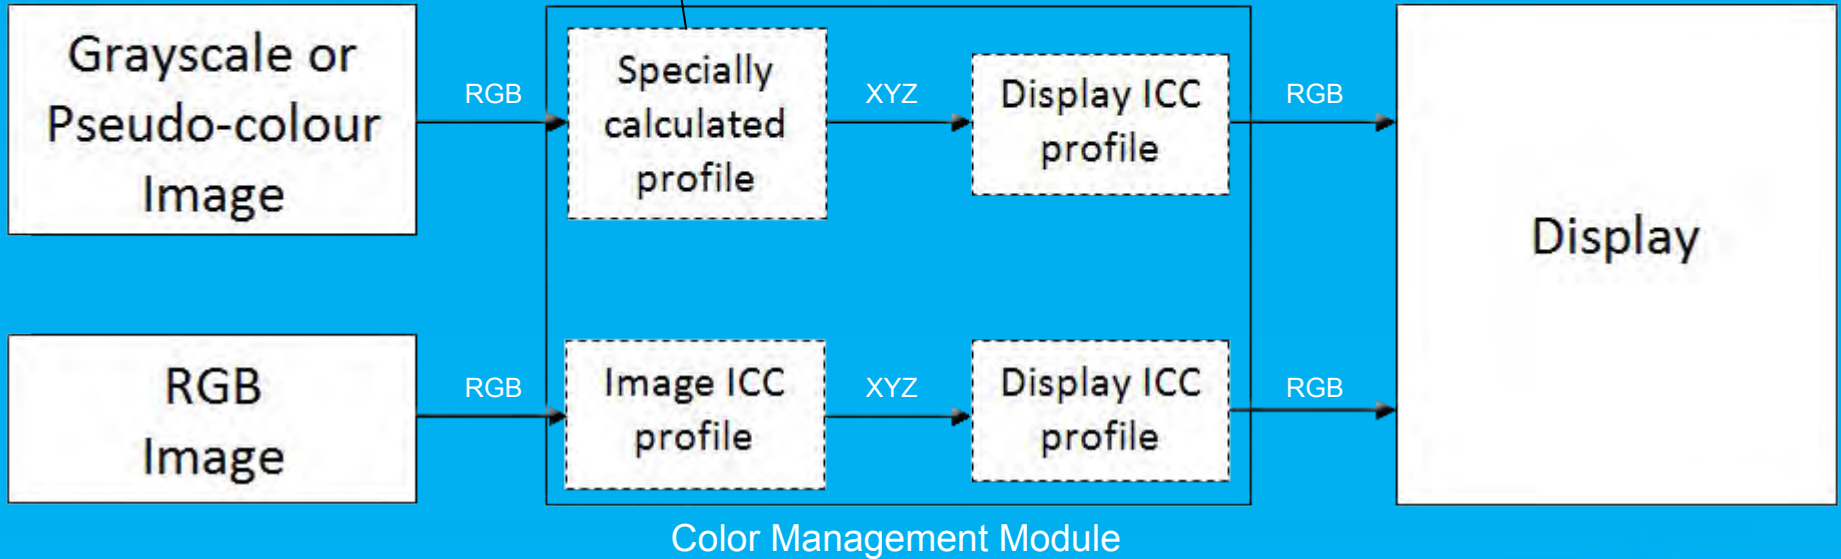 Grayscale or
Pseudo-colour
Image
RGB
Specially
calculated
profile
XYZ
Display ICC
profile
RGB
Display
RGB
Image
RGB
Image ICC
profile
XYZ
Display ICC
profile
RGB
Color Management Module